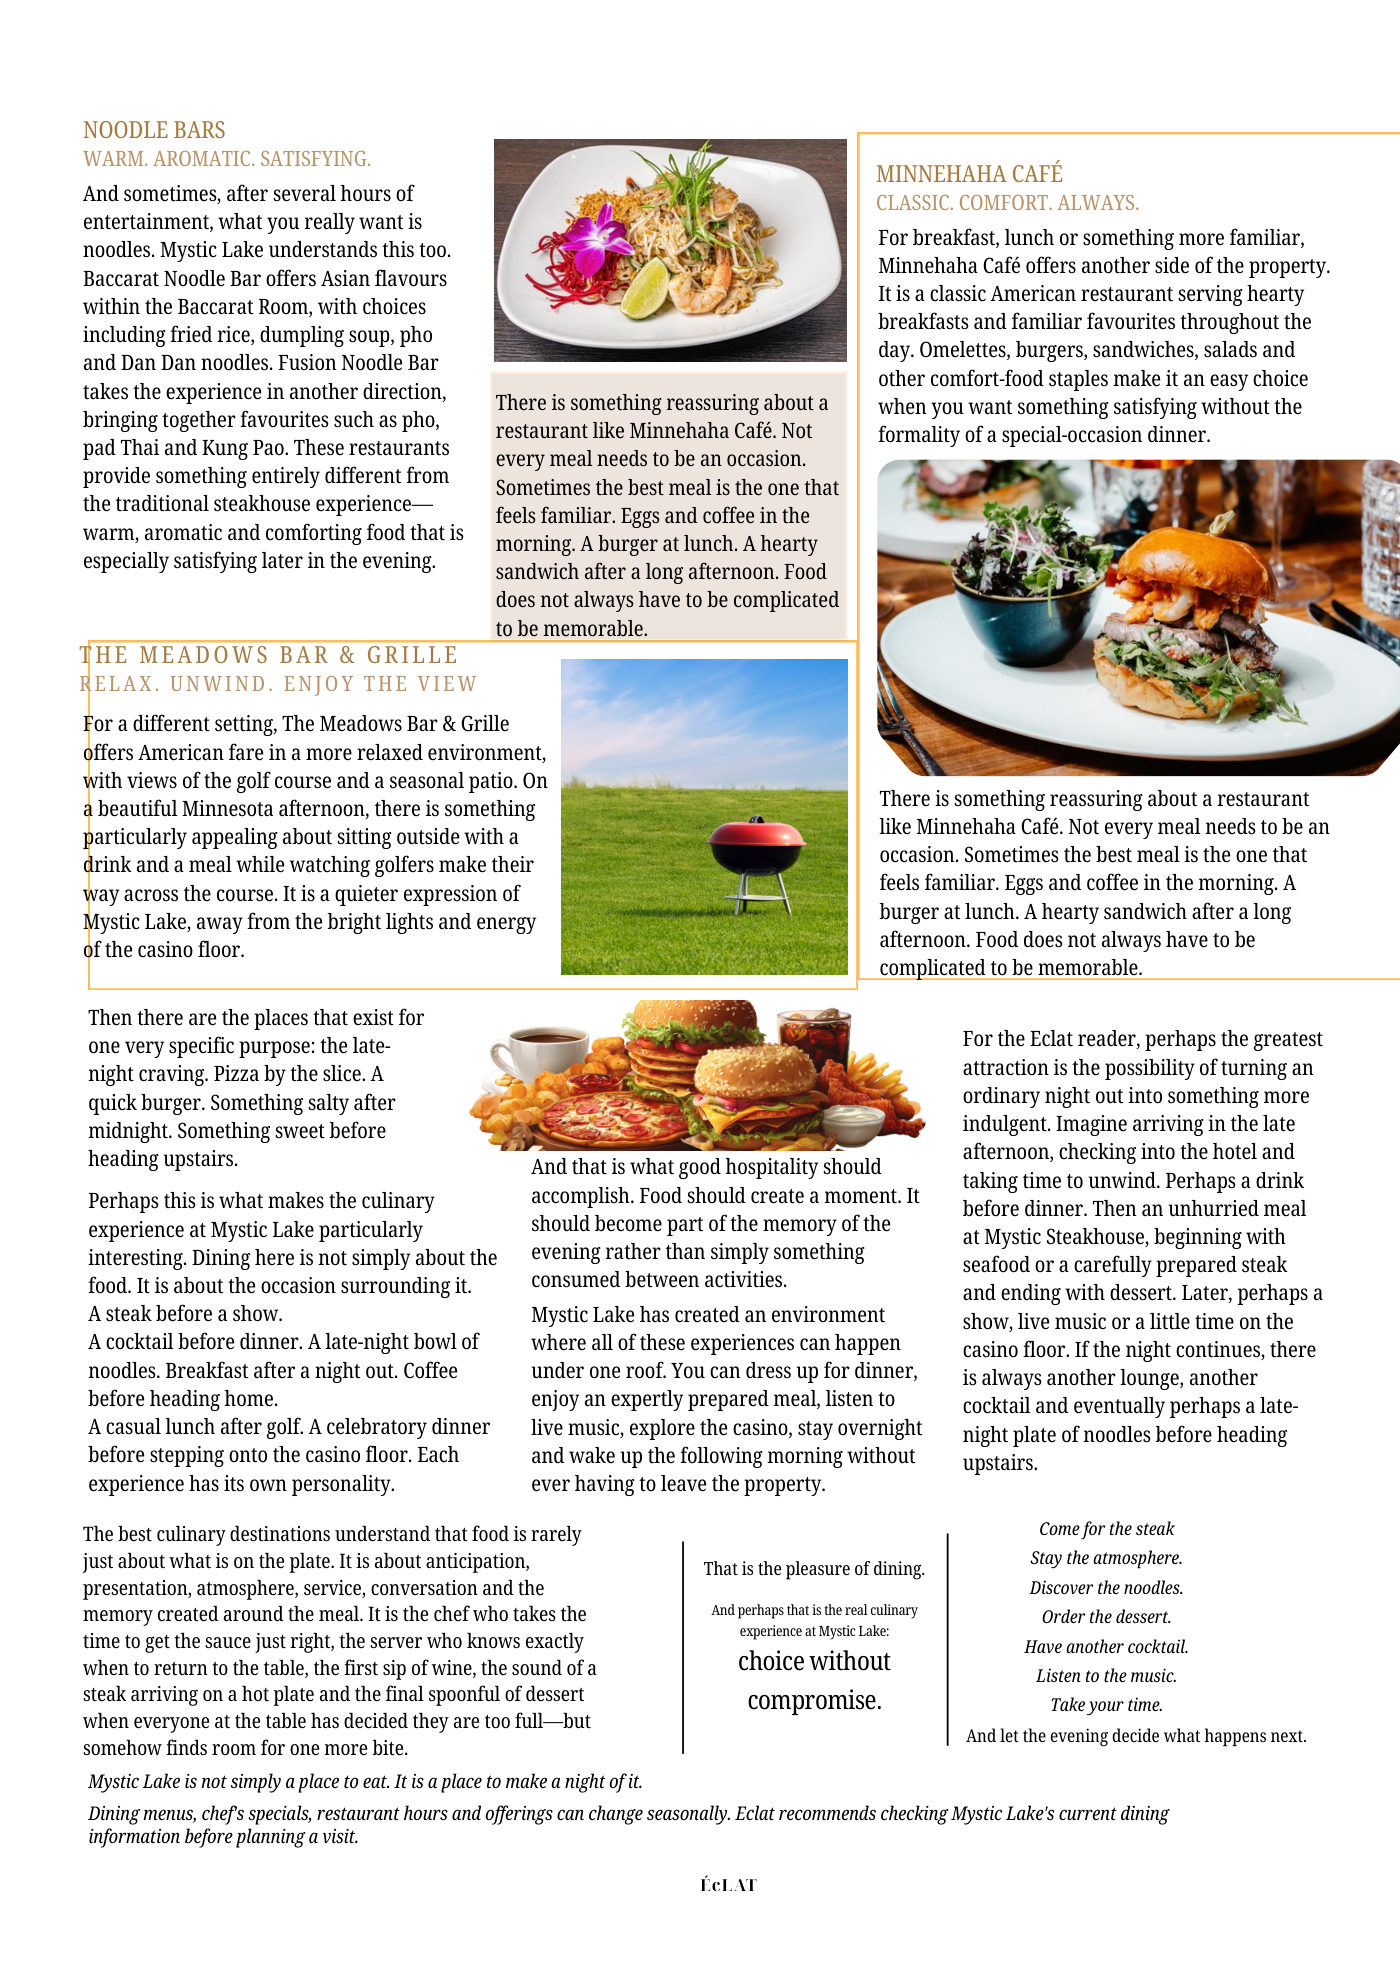 NOODLE BARS
WARM. AROMATIC. SATISFYING.
And sometimes, after several hours of
entertainment, what you really want is
noodles. Mystic Lake understands this too.
Baccarat Noodle Bar offers Asian flavours
within the Baccarat Room, with choices
including fried rice, dumpling soup, pho
and Dan Dan noodles. Fusion Noodle Bar
takes the experience in another direction,
bringing together favourites such as pho,
pad Thai and Kung Pao. These restaurants
provide something entirely different from
the traditional steakhouse experience—
warm, aromatic and comforting food that is
especially satisfying later in the evening.
There is something reassuring about a
restaurant like Minnehaha Café. Not
every meal needs to be an occasion.
Sometimes the best meal is the one that
feels familiar. Eggs and coffee in the
morning. A burger at lunch. A hearty
sandwich after a long afternoon. Food
does not always have to be complicated
to be memorable.
MINNEHAHA CAFÉ
CLASSIC. COMFORT. ALWAYS.
For breakfast, lunch or something more familiar,
Minnehaha Café offers another side of the property.
It is a classic American restaurant serving hearty
breakfasts and familiar favourites throughout the
day. Omelettes, burgers, sandwiches, salads and
other comfort-food staples make it an easy choice
when you want something satisfying without the
formality of a special-occasion dinner.
There is something reassuring about a restaurant
like Minnehaha Café. Not every meal needs to be an
occasion. Sometimes the best meal is the one that
feels familiar. Eggs and coffee in the morning. A
burger at lunch. A hearty sandwich after a long
afternoon. Food does not always have to be
complicated to be memorable.
THE MEADOWS BAR & GRILLE
RELAX. UNWIND. ENJOY THE VIEW
For a different setting, The Meadows Bar & Grille
offers American fare in a more relaxed environment,
with views of the golf course and a seasonal patio. On
a beautiful Minnesota afternoon, there is something
particularly appealing about sitting outside with a
drink and a meal while watching golfers make their
way across the course. It is a quieter expression of
Mystic Lake, away from the bright lights and energy
of the casino floor.
Then there are the places that exist for
one very specific purpose: the late-
night craving. Pizza by the slice. A
quick burger. Something salty after
midnight. Something sweet before
heading upstairs.
Perhaps this is what makes the culinary
experience at Mystic Lake particularly
interesting. Dining here is not simply about the
food. It is about the occasion surrounding it.
A steak before a show.
A cocktail before dinner. A late-night bowl of
noodles. Breakfast after a night out. Coffee
before heading home.
A casual lunch after golf. A celebratory dinner
before stepping onto the casino floor. Each
experience has its own personality.
And that is what good hospitality should
accomplish. Food should create a moment. It
should become part of the memory of the
evening rather than simply something
consumed between activities.
Mystic Lake has created an environment
where all of these experiences can happen
under one roof. You can dress up for dinner,
enjoy an expertly prepared meal, listen to
live music, explore the casino, stay overnight
and wake up the following morning without
ever having to leave the property.
For the Eclat reader, perhaps the greatest
attraction is the possibility of turning an
ordinary night out into something more
indulgent. Imagine arriving in the late
afternoon, checking into the hotel and
taking time to unwind. Perhaps a drink
before dinner. Then an unhurried meal
at Mystic Steakhouse, beginning with
seafood or a carefully prepared steak
and ending with dessert. Later, perhaps a
show, live music or a little time on the
casino floor. If the night continues, there
is always another lounge, another
cocktail and eventually perhaps a late-
night plate of noodles before heading
upstairs.
The best culinary destinations understand that food is rarely
just about what is on the plate. It is about anticipation,
presentation, atmosphere, service, conversation and the
memory created around the meal. It is the chef who takes the
time to get the sauce just right, the server who knows exactly
when to return to the table, the first sip of wine, the sound of a
steak arriving on a hot plate and the final spoonful of dessert
when everyone at the table has decided they are too full—but
somehow finds room for one more bite.
That is the pleasure of dining.
And perhaps that is the real culinary
experience at Mystic Lake:
choice without
compromise.
Come for the steak
Stay the atmosphere.
Discover the noodles.
Order the dessert.
Have another cocktail.
Listen to the music.
Take your time.
And let the evening decide what happens next.
Mystic Lake is not simply a place to eat. It is a place to make a night of it.
Dining menus, chef's specials, restaurant hours and offerings can change seasonally. Eclat recommends checking Mystic Lake's current dining
information before planning a visit.
ÉcLAT